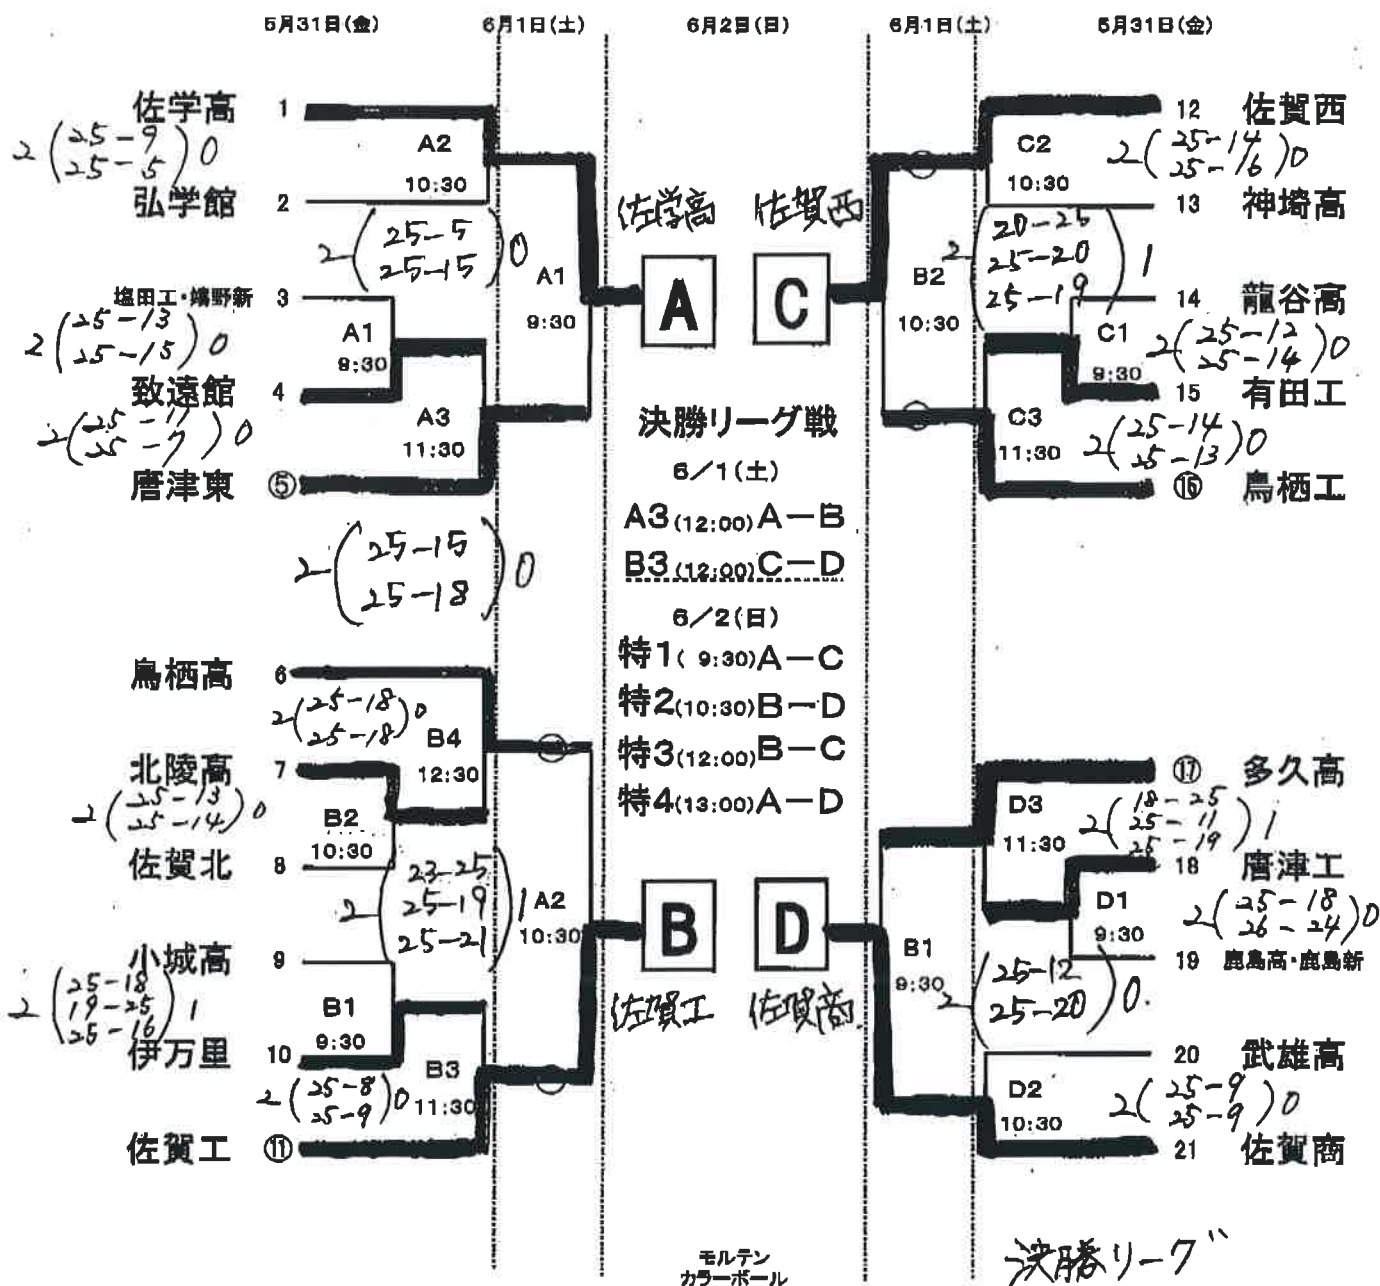 5月31日(金) 6月1日(土) 6月2日(日) 6月1日(土) 5月31日(金)
佐学高 1
2(25-9 25-5)0
A2
10:30
弘学館 2
2(25-5 25-15)0
A1
9:30
塩田工・嬉野新 3
2(25-13 25-15)0
A1
9:30
致遠館 4
2(25-11 25-7)0
A3
11:30
唐津東 ⑤
2(25-15 25-18)0
鳥栖高 6
2(25-18 25-18)0
B4
12:30
北陵高 7
2(25-13 25-14)0
B2
10:30
佐賀北 8
2(23-25 25-19 25-21)1
A2
10:30
小城高 9
2(25-18 19-25 25-16)1
B1
9:30
伊万里 10
2(25-8 25-9)0
B3
11:30
佐賀工 ⑪
佐学高 佐賀西
A C
決勝リーグ戦
6/1(土)
A3(12:00)A-B
B3(12:00)C-D
6/2(日)
特1( 9:30)A-C
特2(10:30)B-D
特3(12:00)B-C
特4(13:00)A-D
B D
佐賀工 佐賀商
12 佐賀西
C2
10:30
2(25-14 25-16)0
13 神埼高
B2
10:30
2(20-25 25-20 25-19)1
14 龍谷高
C1
9:30
2(25-12 25-14)0
15 有田工
C3
11:30
2(25-14 25-13)0
⑯ 鳥栖工
⑰ 多久高
D3
11:30
2(18-25 25-11 25-19)1
18 唐津工
D1
9:30
2(25-18 26-24)0
19 鹿島高・鹿島新
B1
9:30
2(25-12 25-20)0.
20 武雄高
D2
10:30
2(25-9 25-9)0
21 佐賀商
モルテン
カラーボール
決勝リーグ